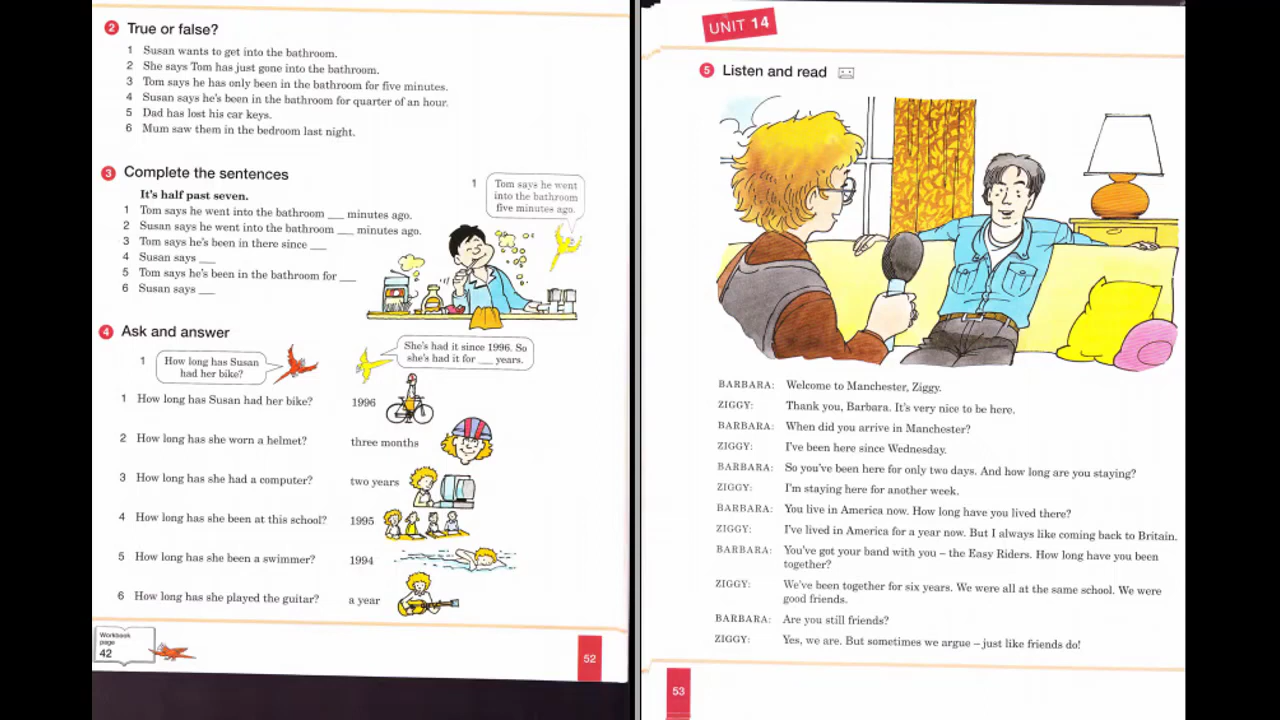 2 True or false?
1 Susan wants to get into the bathroom.
2 She says Tom has just gone into the bathroom.
3 Tom says he has only been in the bathroom for five minutes.
4 Susan says he's been in the bathroom for quarter of an hour.
5 Dad has lost his car keys.
6 Mum saw them in the bedroom last night.
3 Complete the sentences
It's half past seven.
1 Tom says he went into the bathroom ___ minutes ago.
2 Susan says he went into the bathroom ___ minutes ago.
3 Tom says he's been in there since ___
4 Susan says ___
5 Tom says he's been in the bathroom for ___
6 Susan says ___
1 Tom says he went
into the bathroom
five minutes ago.
4 Ask and answer
1 How long has Susan
had her bike?
She's had it since 1996. So
she's had it for ___ years.
1 How long has Susan had her bike? 1996
2 How long has she worn a helmet? three months
3 How long has she had a computer? two years
4 How long has she been at this school? 1995
5 How long has she been a swimmer? 1994
6 How long has she played the guitar? a year
Workbook
page
42
52
UNIT 14
5 Listen and read
BARBARA: Welcome to Manchester, Ziggy.
ZIGGY: Thank you, Barbara. It's very nice to be here.
BARBARA: When did you arrive in Manchester?
ZIGGY: I've been here since Wednesday.
BARBARA: So you've been here for only two days. And how long are you staying?
ZIGGY: I'm staying here for another week.
BARBARA: You live in America now. How long have you lived there?
ZIGGY: I've lived in America for a year now. But I always like coming back to Britain.
BARBARA: You've got your band with you – the Easy Riders. How long have you been
together?
ZIGGY: We've been together for six years. We were all at the same school. We were
good friends.
BARBARA: Are you still friends?
ZIGGY: Yes, we are. But sometimes we argue – just like friends do!
53